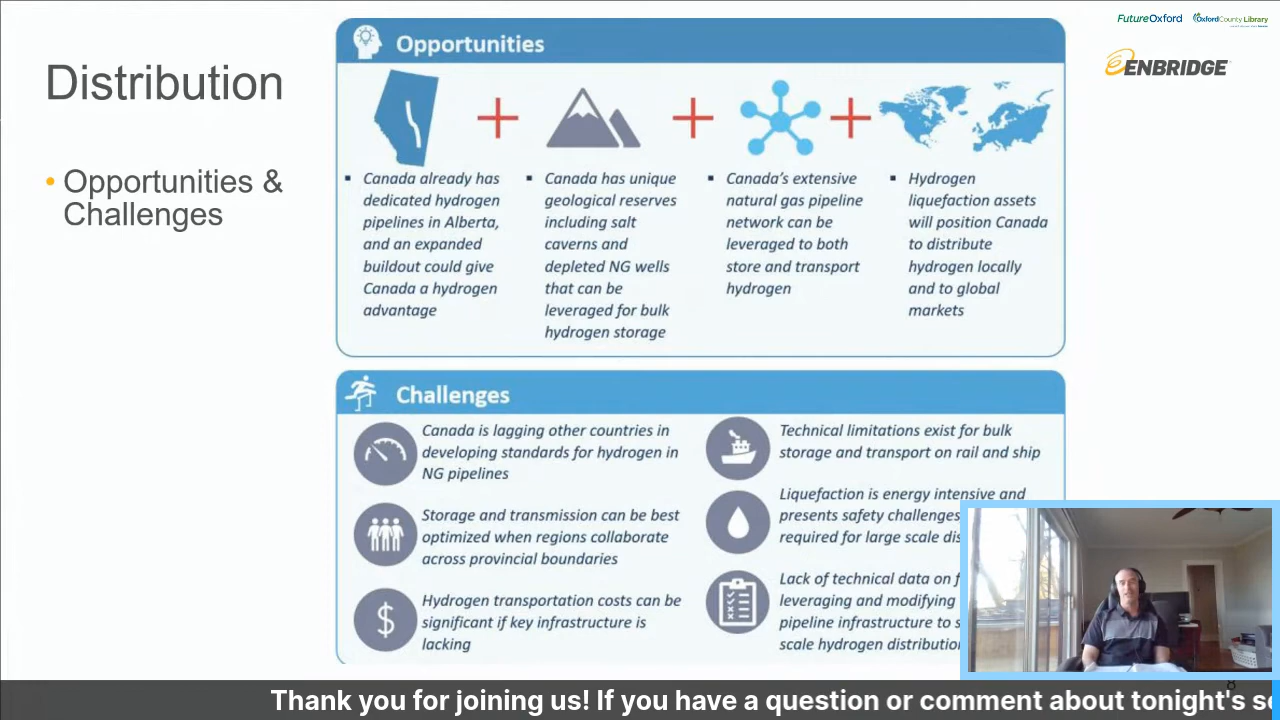 FutureOxford
OxfordCountyLibrary
ENBRIDGE
Distribution
• Opportunities &
Challenges
Opportunities
▪ Canada already has
dedicated hydrogen
pipelines in Alberta,
and an expanded
buildout could give
Canada a hydrogen
advantage
▪ Canada has unique
geological reserves
including salt
caverns and
depleted NG wells
that can be
leveraged for bulk
hydrogen storage
▪ Canada's extensive
natural gas pipeline
network can be
leveraged to both
store and transport
hydrogen
▪ Hydrogen
liquefaction assets
will position Canada
to distribute
hydrogen locally
and to global
markets
Challenges
Canada is lagging other countries in
developing standards for hydrogen in
NG pipelines
Storage and transmission can be best
optimized when regions collaborate
across provincial boundaries
$
Hydrogen transportation costs can be
significant if key infrastructure is
lacking
Technical limitations exist for bulk
storage and transport on rail and ship
Liquefaction is energy intensive and
presents safety challenges
required for large scale dis
Lack of technical data on f
leveraging and modifying
pipeline infrastructure to s
scale hydrogen distribution
8
Thank you for joining us! If you have a question or comment about tonight's se